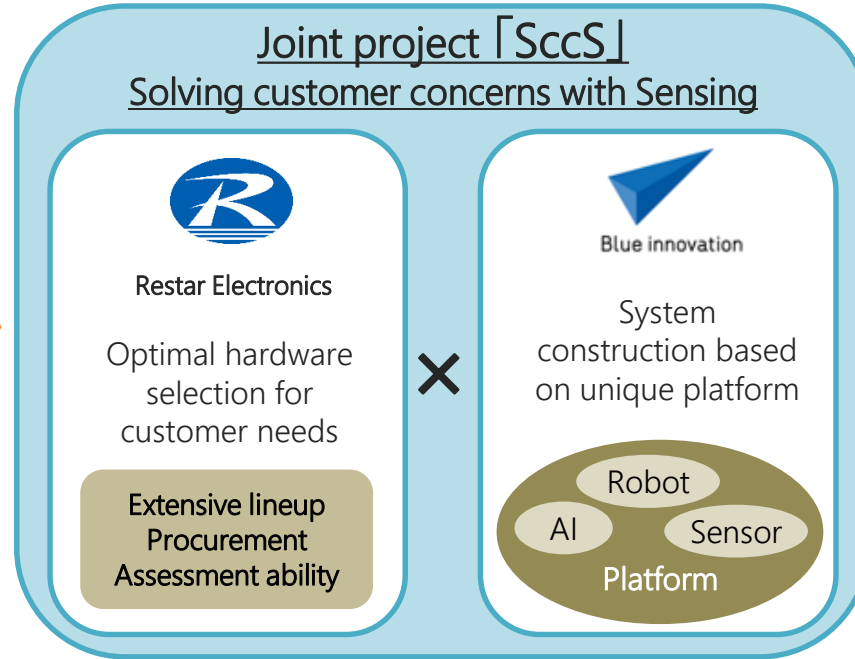 Joint project「SccS」
Solving customer concerns with Sensing
R
Restar Electronics
Optimal hardware
selection for
customer needs
Extensive lineup
Procurement
Assessment ability
×
Blue innovation
System
construction based
on unique platform
Robot
AI
Sensor
Platform